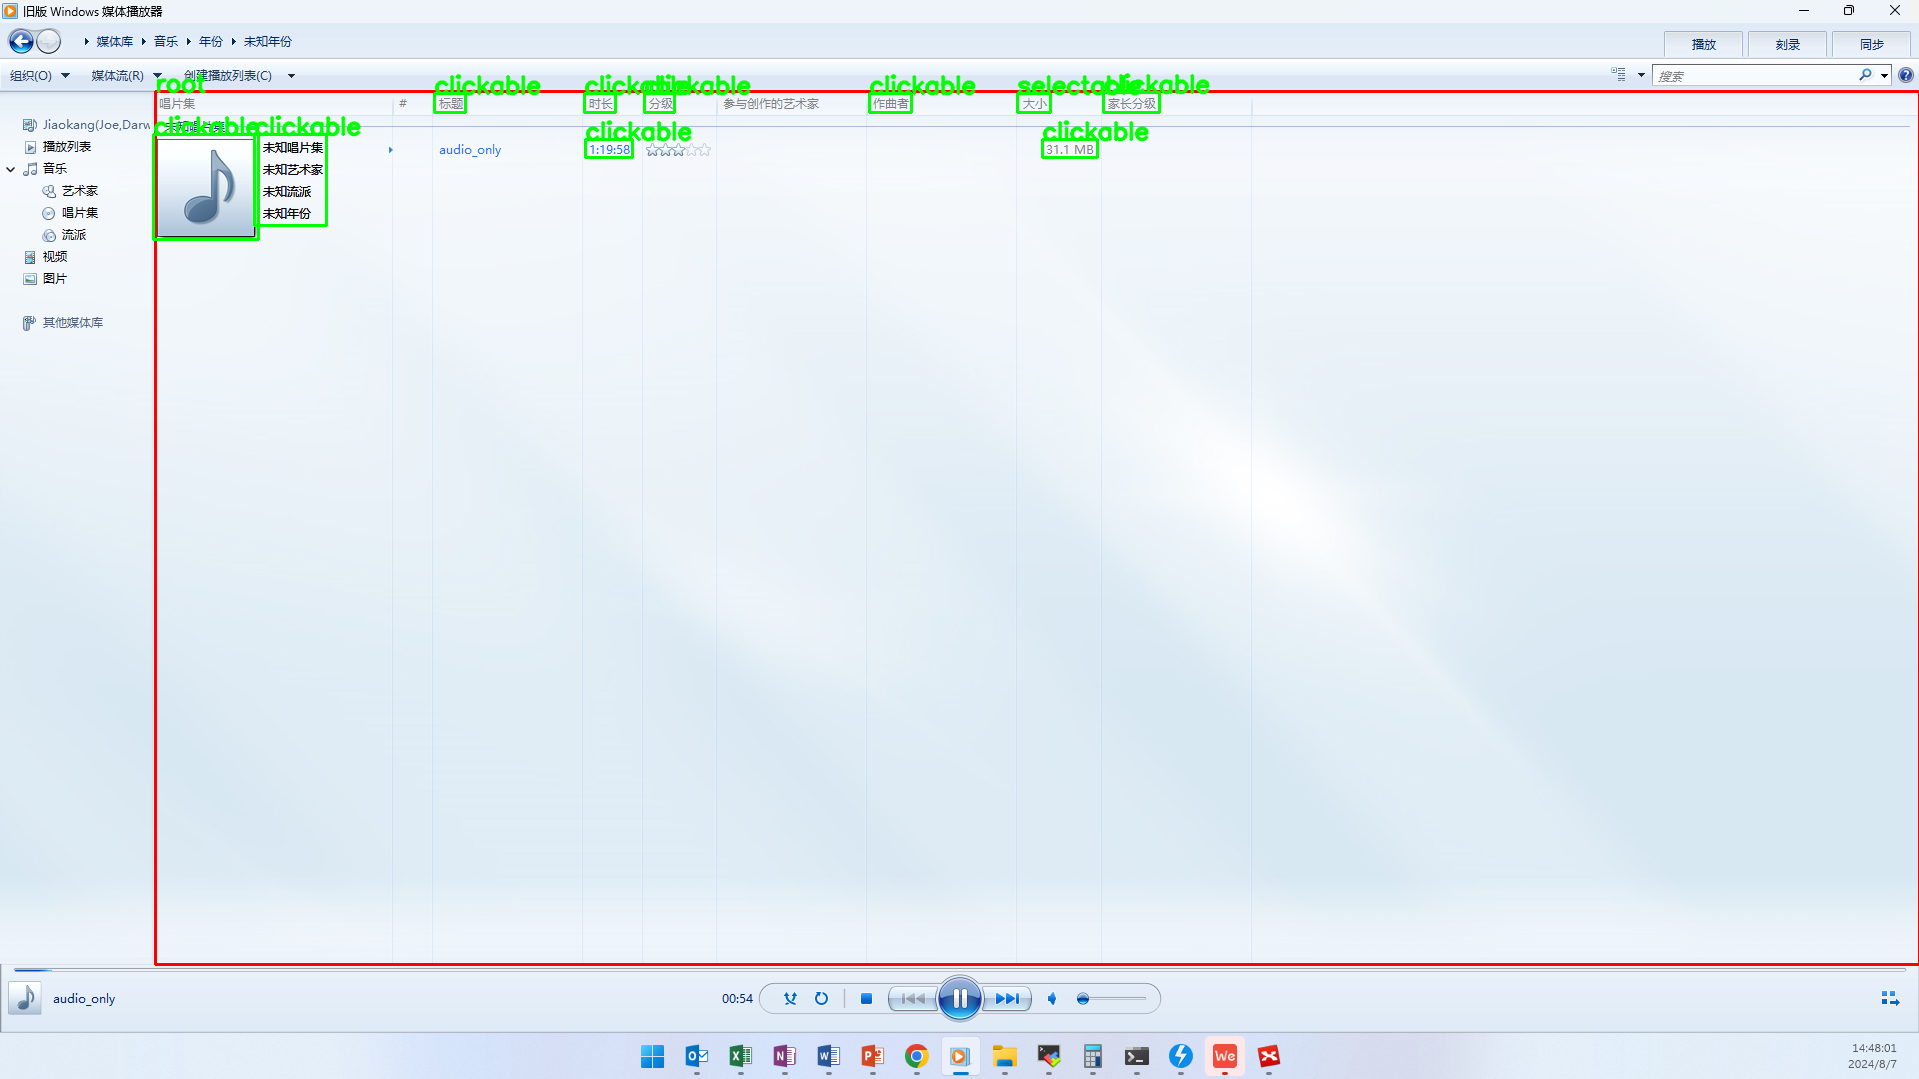 旧版 Windows 媒体播放器
媒体库 音乐 年份 未知年份
播放 刻录 同步
组织(O) 媒体流(R) 创建播放列表(C)
搜索
root clickable clickable clickable clickable selectable clickable
唱片集 # 标题 时长 分级 参与创作的艺术家 作曲者 大小 家长分级
Jiaokang(Joe,Darw
clickable clickable clickable clickable
未知唱片集
播放列表
音乐
艺术家
唱片集
流派
视频
图片
其他媒体库
未知唱片集 audio_only 1:19:58 31.1 MB
未知艺术家
未知流派
未知年份
audio_only
00:54
We
14:48:01
2024/8/7